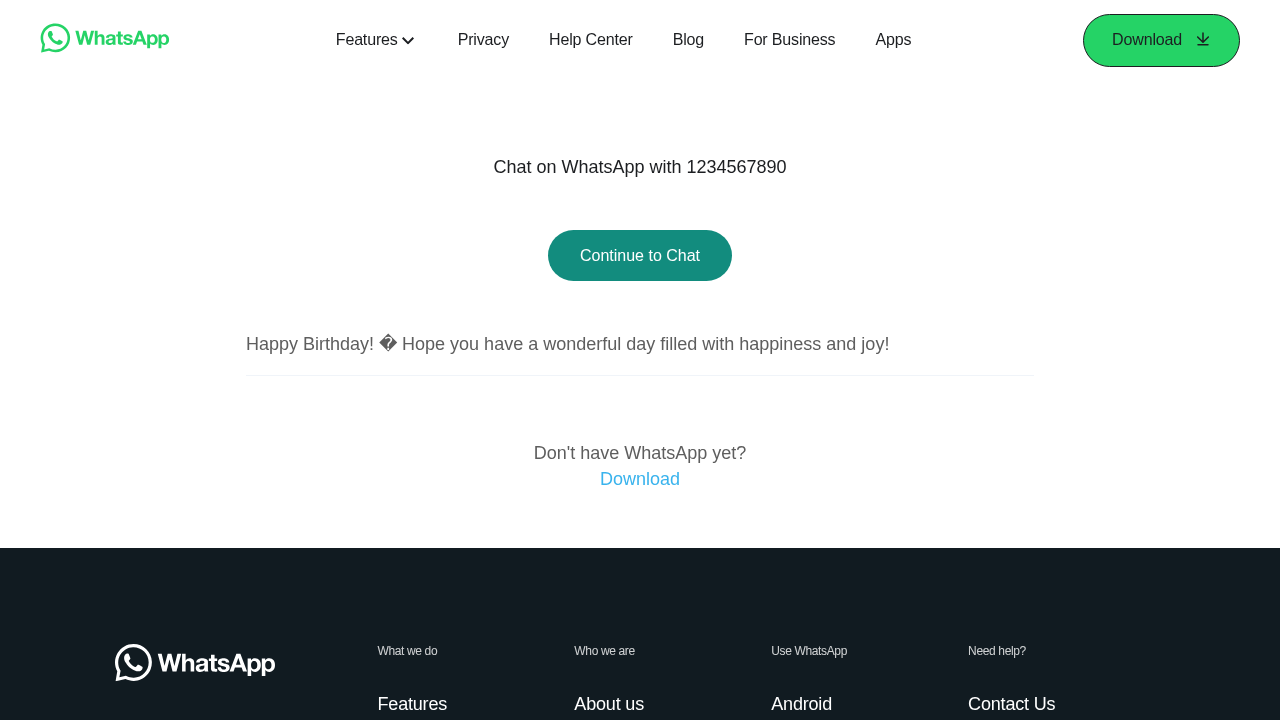 WhatsApp
Features
Privacy
Help Center
Blog
For Business
Apps
Download
Chat on WhatsApp with 1234567890
Continue to Chat
Happy Birthday! � Hope you have a wonderful day filled with happiness and joy!
Don't have WhatsApp yet?
Download
WhatsApp
What we do
Who we are
Use WhatsApp
Need help?
Features
About us
Android
Contact Us